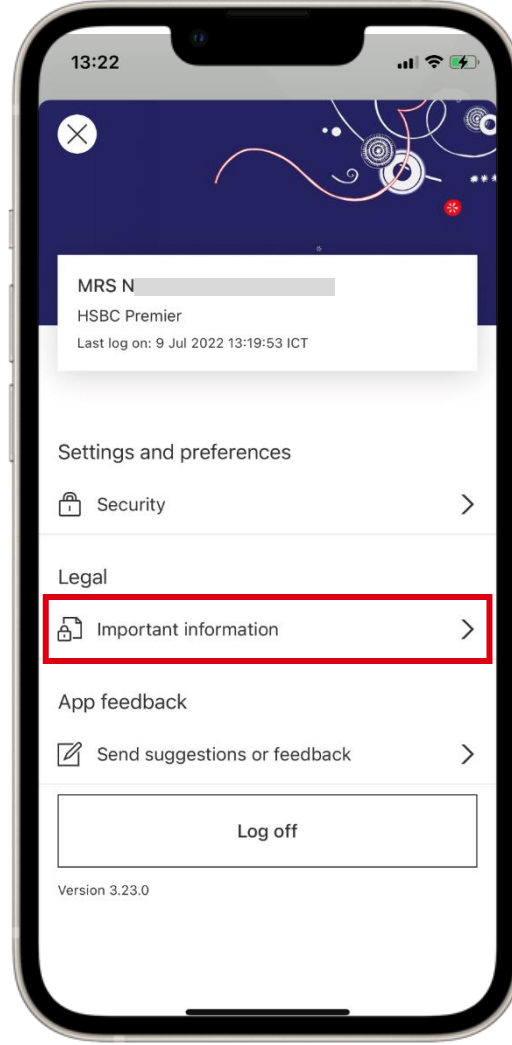 13:22
MRS N
HSBC Premier
Last log on: 9 Jul 2022 13:19:53 ICT
Settings and preferences
Security
Legal
Important information
App feedback
Send suggestions or feedback
Log off
Version 3.23.0